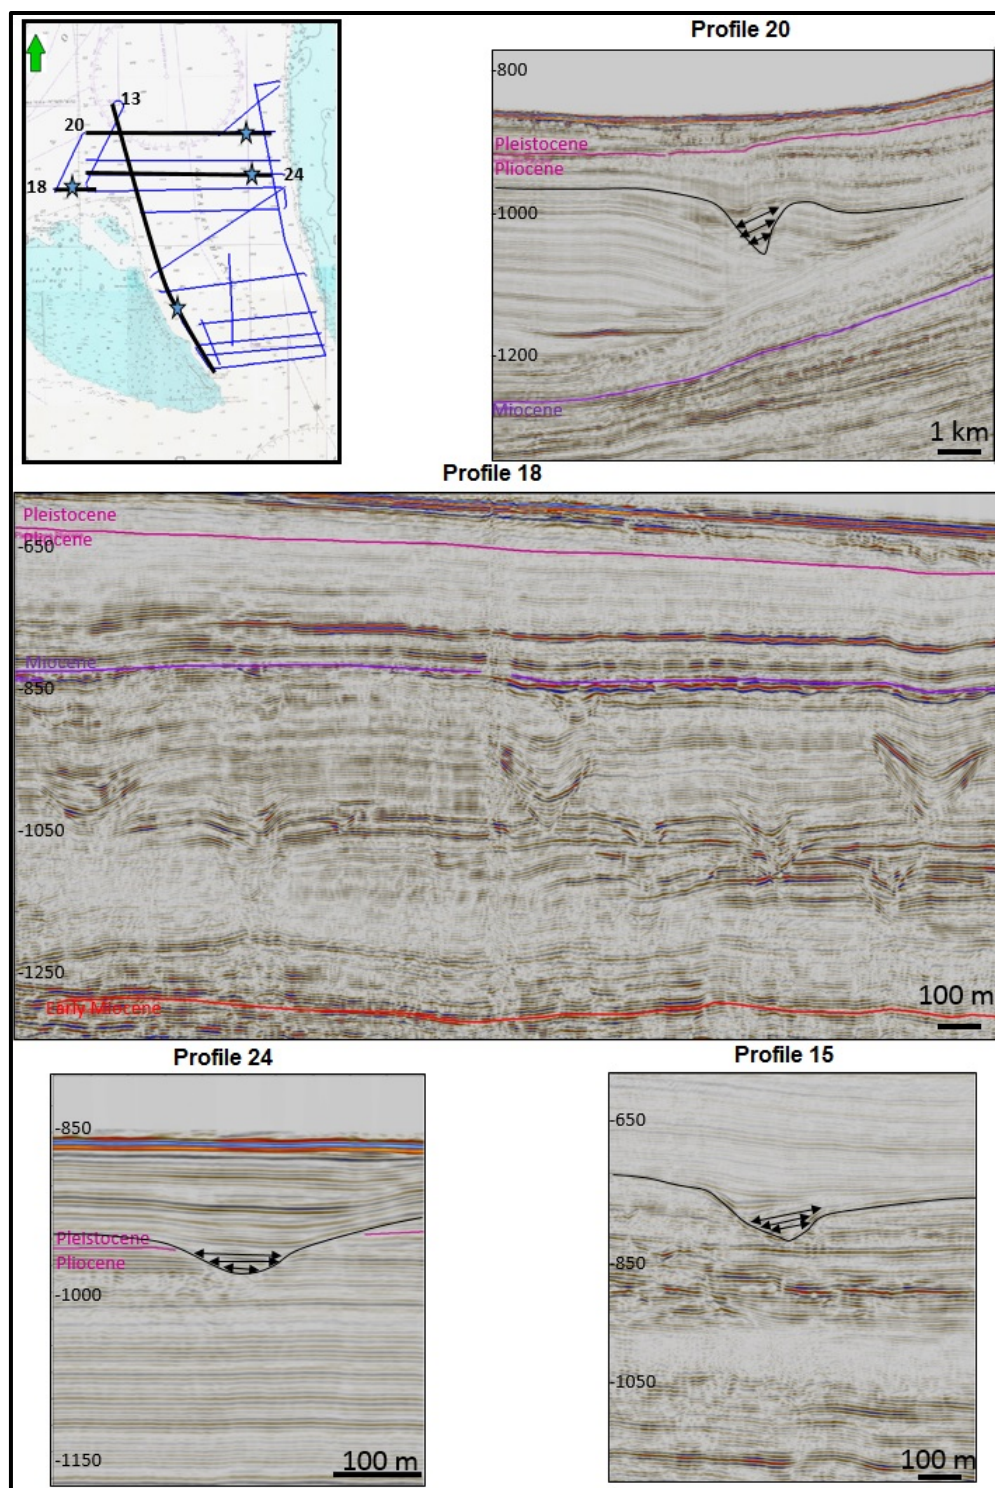 13
20
24
18
Profile 20
-800
Pleistocene
Pliocene
-1000
-1200
Miocene
1 km
Profile 18
Pleistocene
Pliocene
-650
Miocene
-850
-1050
-1250
Early Miocene
100 m
Profile 24
-850
Pleistocene
Pliocene
-1000
-1150
100 m
Profile 15
-650
-850
-1050
100 m